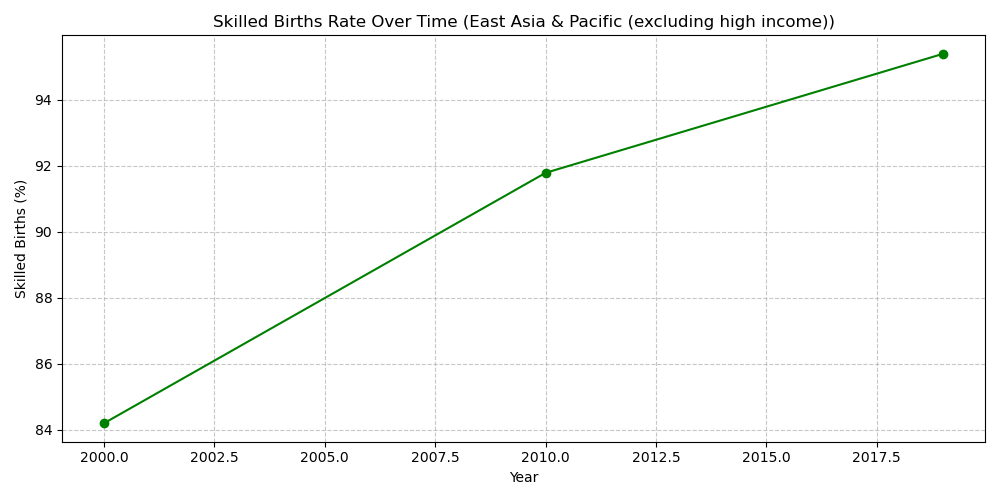 Skilled Births Rate Over Time (East Asia & Pacific (excluding high income))
Skilled Births (%)
94
92
90
88
86
84
2000.0 2002.5 2005.0 2007.5 2010.0 2012.5 2015.0 2017.5
Year